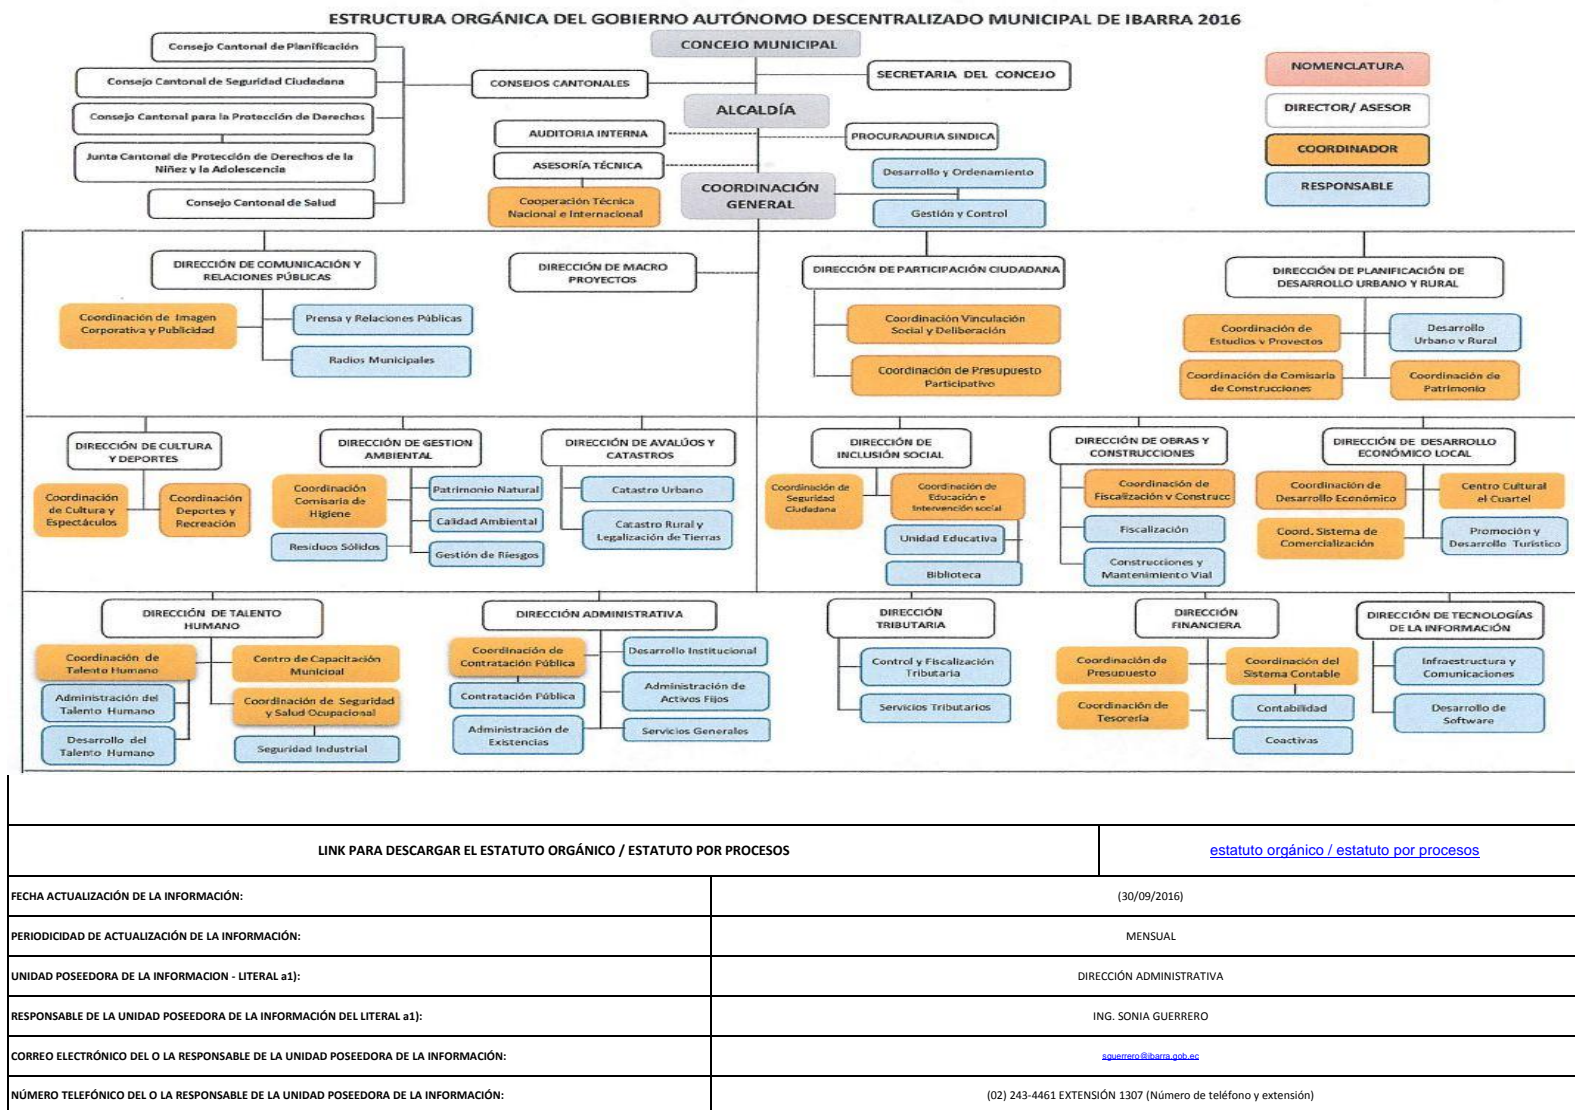 ESTRUCTURA ORGÁNICA DEL GOBIERNO AUTÓNOMO DESCENTRALIZADO MUNICIPAL DE IBARRA 2016
Consejo Cantonal de Planificación
Consejo Cantonal de Seguridad Ciudadana
Consejo Cantonal para la Protección de Derechos
Junta Cantonal de Protección de Derechos de la
Niñez y la Adolescencia
Consejo Cantonal de Salud
CONSEJOS CANTONALES
CONCEJO MUNICIPAL
SECRETARIA DEL CONCEJO
ALCALDÍA
AUDITORIA INTERNA
PROCURADURIA SINDICA
ASESORÍA TÉCNICA
Cooperación Técnica
Nacional e Internacional
COORDINACIÓN
GENERAL
Desarrollo y Ordenamiento
Gestión y Control
NOMENCLATURA
DIRECTOR/ ASESOR
COORDINADOR
RESPONSABLE
DIRECCIÓN DE COMUNICACIÓN Y
RELACIONES PÚBLICAS
Coordinación de Imagen
Corporativa y Publicidad
Prensa y Relaciones Públicas
Radios Municipales
DIRECCIÓN DE MACRO
PROYECTOS
DIRECCIÓN DE PARTICIPACIÓN CIUDADANA
Coordinación Vinculación
Social y Deliberación
Coordinación de Presupuesto
Participativo
DIRECCIÓN DE PLANIFICACIÓN DE
DESARROLLO URBANO Y RURAL
Coordinación de
Estudios y Proyectos
Desarrollo
Urbano y Rural
Coordinación de Comisaria
de Construcciones
Coordinación de
Patrimonio
DIRECCIÓN DE CULTURA
Y DEPORTES
Coordinación
de Cultura y
Espectáculos
Coordinación
Deportes y
Recreación
DIRECCIÓN DE GESTION
AMBIENTAL
Coordinación
Comisaria de
Higiene
Residuos Sólidos
Patrimonio Natural
Calidad Ambiental
Gestión de Riesgos
DIRECCIÓN DE AVALÚOS Y
CATASTROS
Catastro Urbano
Catastro Rural y
Legalización de Tierras
DIRECCIÓN DE
INCLUSIÓN SOCIAL
Coordinación de
Seguridad
Ciudadana
Coordinación de
Educación e
Intervención social
Unidad Educativa
Biblioteca
DIRECCIÓN DE OBRAS Y
CONSTRUCCIONES
Coordinación de
Fiscalización y Construcc
Fiscalización
Construcciones y
Mantenimiento Vial
DIRECCIÓN DE DESARROLLO
ECONÓMICO LOCAL
Coordinación de
Desarrollo Económico
Centro Cultural
el Cuartel
Coord. Sistema de
Comercialización
Promoción y
Desarrollo Turístico
DIRECCIÓN DE TALENTO
HUMANO
Coordinación de
Talento Humano
Administración del
Talento Humano
Desarrollo del
Talento Humano
Centro de Capacitación
Municipal
Coordinación de Seguridad
y Salud Ocupacional
Seguridad Industrial
DIRECCIÓN ADMINISTRATIVA
Coordinación de
Contratación Pública
Contratación Pública
Administración de
Existencias
Desarrollo Institucional
Administración de
Activos Fijos
Servicios Generales
DIRECCIÓN
TRIBUTARIA
Control y Fiscalización
Tributaria
Servicios Tributarios
DIRECCIÓN
FINANCIERA
Coordinación de
Presupuesto
Coordinación de
Tesorería
Coordinación del
Sistema Contable
Contabilidad
Coactivas
DIRECCIÓN DE TECNOLOGÍAS
DE LA INFORMACIÓN
Infraestructura y
Comunicaciones
Desarrollo de
Software
LINK PARA DESCARGAR EL ESTATUTO ORGÁNICO / ESTATUTO POR PROCESOS
estatuto orgánico / estatuto por procesos
FECHA ACTUALIZACIÓN DE LA INFORMACIÓN:
(30/09/2016)
PERIODICIDAD DE ACTUALIZACIÓN DE LA INFORMACIÓN:
MENSUAL
UNIDAD POSEEDORA DE LA INFORMACION - LITERAL a1):
DIRECCIÓN ADMINISTRATIVA
RESPONSABLE DE LA UNIDAD POSEEDORA DE LA INFORMACIÓN DEL LITERAL a1):
ING. SONIA GUERRERO
CORREO ELECTRÓNICO DEL O LA RESPONSABLE DE LA UNIDAD POSEEDORA DE LA INFORMACIÓN:
sguerrero@ibarra.gob.ec
NÚMERO TELEFÓNICO DEL O LA RESPONSABLE DE LA UNIDAD POSEEDORA DE LA INFORMACIÓN:
(02) 243-4461 EXTENSIÓN 1307 (Número de teléfono y extensión)